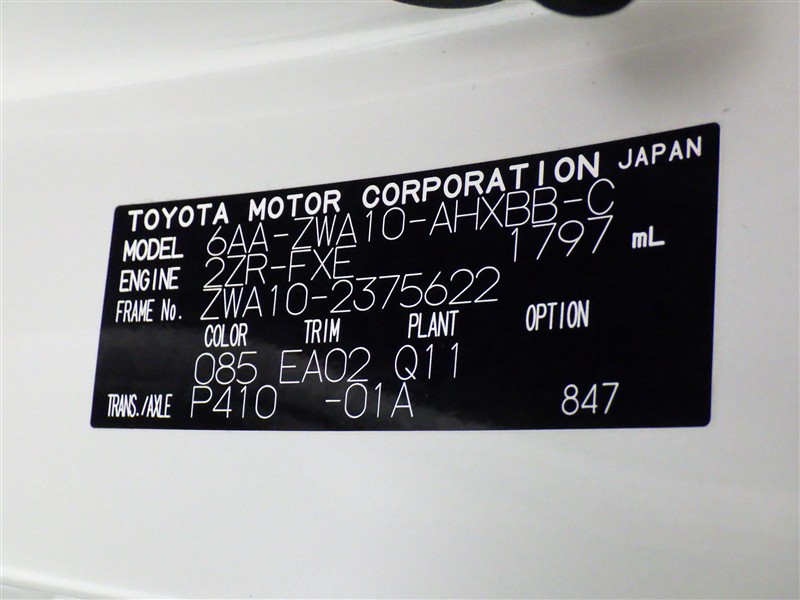 TOYOTA MOTOR CORPORATION JAPAN
MODEL 6AA-ZWA10-AHXBB-C
ENGINE 2ZR-FXE 1797 mL
FRAME No. ZWA10-2375622
COLOR TRIM PLANT OPTION
085 EA02 Q11
TRANS./AXLE P410 -01A 847